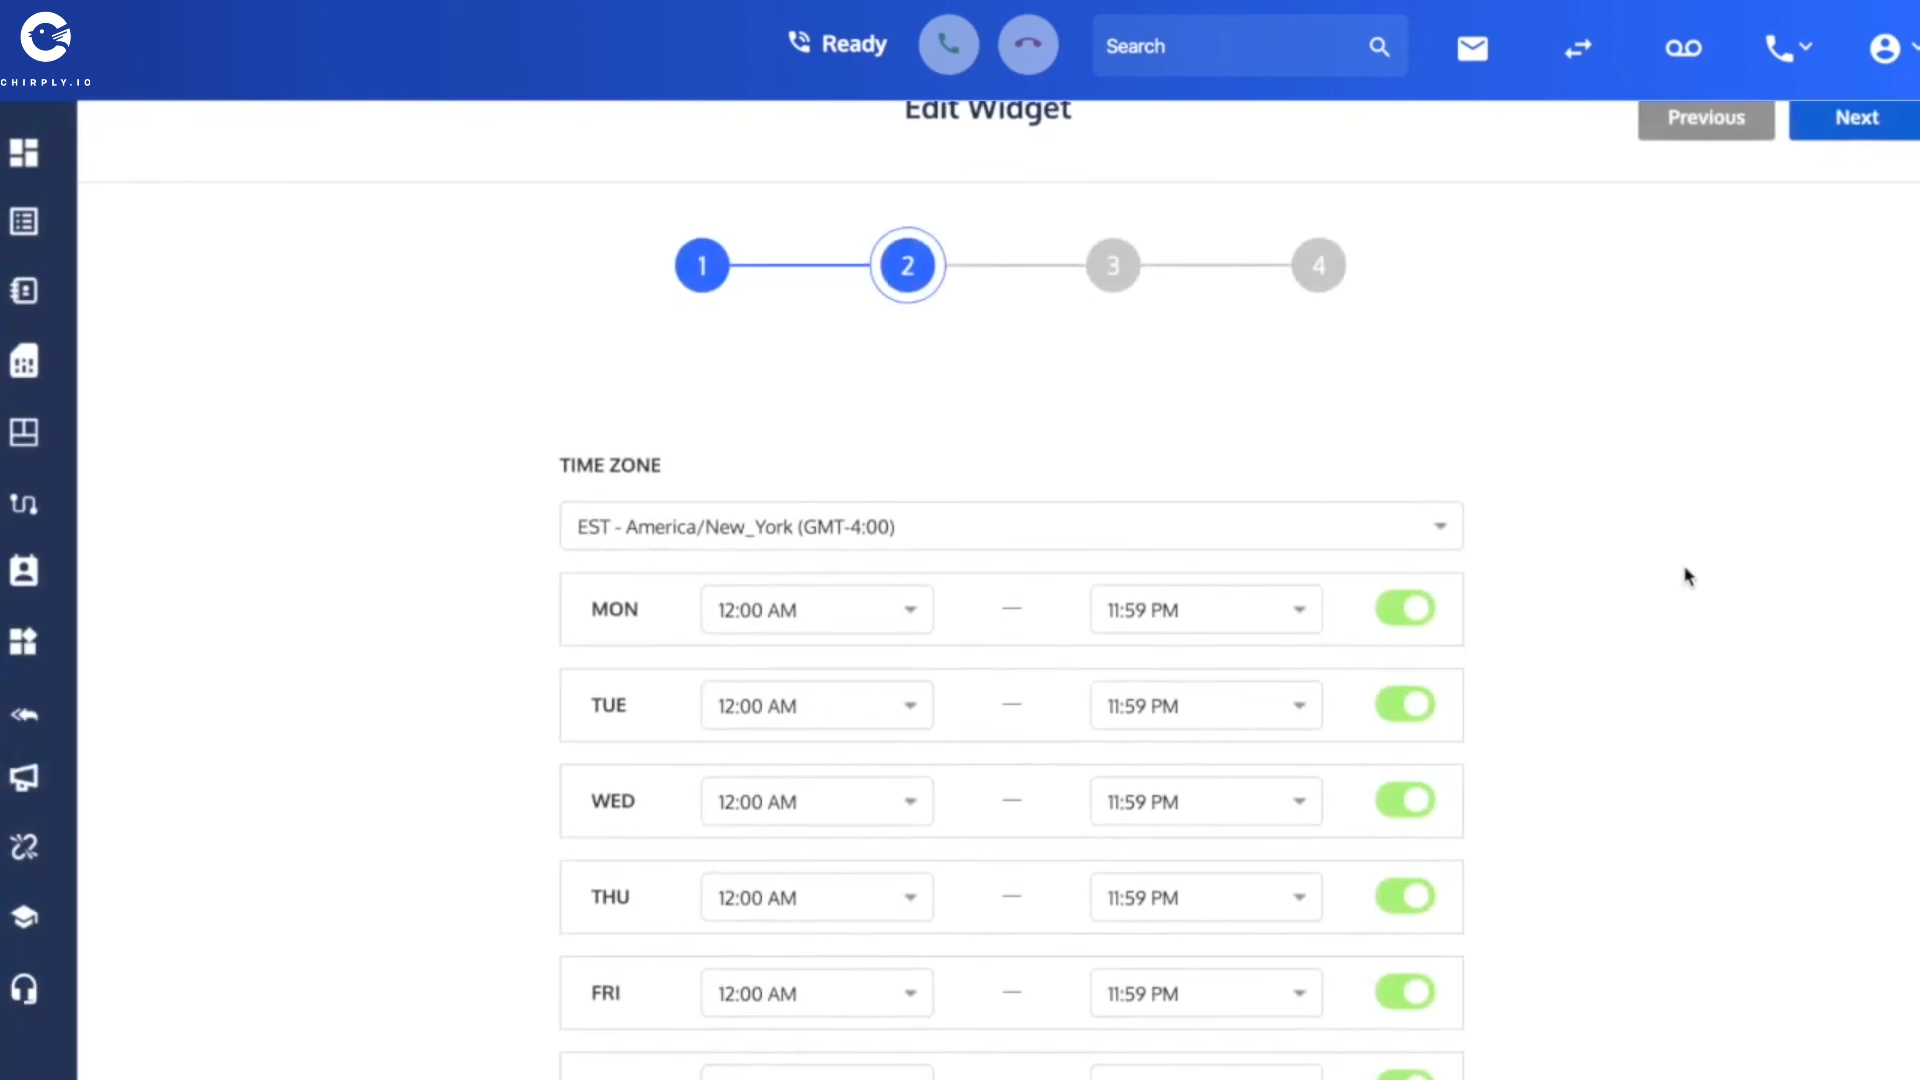 CHIRPLY.IO
Ready
Search
Edit Widget
Previous
Next
1
2
3
4
TIME ZONE
EST - America/New_York (GMT-4:00)
MON 12:00 AM — 11:59 PM
TUE 12:00 AM — 11:59 PM
WED 12:00 AM — 11:59 PM
THU 12:00 AM — 11:59 PM
FRI 12:00 AM — 11:59 PM